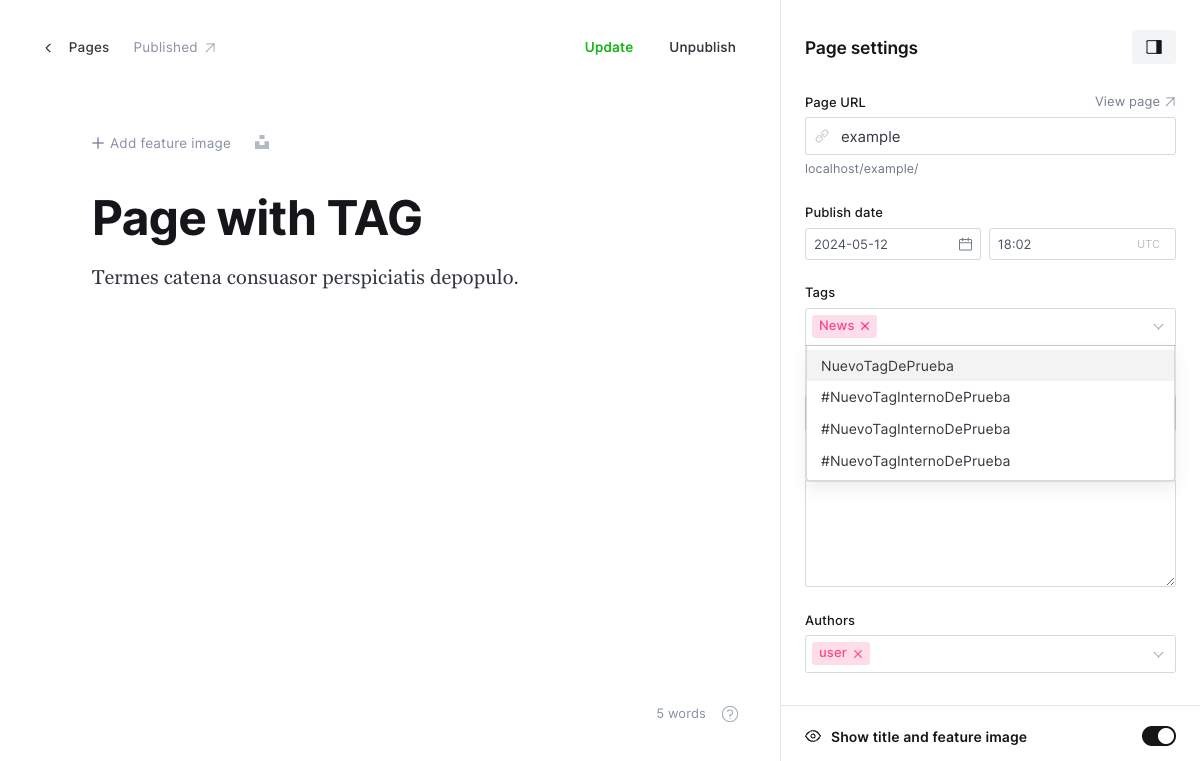 Pages
Published
Update
Unpublish
Add feature image
Page with TAG
Termes catena consuasor perspiciatis depopulo.
5 words
?
Page settings
Page URL
View page
example
localhost/example/
Publish date
2024-05-12
18:02
UTC
Tags
News
NuevoTagDePrueba
#NuevoTagInternoDePrueba
#NuevoTagInternoDePrueba
#NuevoTagInternoDePrueba
Authors
user
Show title and feature image